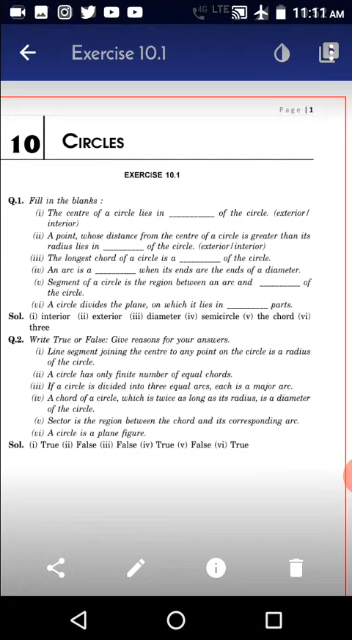 4G LTE 11:11 AM
Exercise 10.1
Page | 1
10 CIRCLES
EXERCISE 10.1
Q.1. Fill in the blanks :
(i) The centre of a circle lies in __________ of the circle. (exterior/
interior)
(ii) A point, whose distance from the centre of a circle is greater than its
radius lies in _________ of the circle. (exterior/interior)
(iii) The longest chord of a circle is a _________ of the circle.
(iv) An arc is a _________ when its ends are the ends of a diameter.
(v) Segment of a circle is the region between an arc and _________ of
the circle.
(vi) A circle divides the plane, on which it lies in _________ parts.
Sol. (i) interior (ii) exterior (iii) diameter (iv) semicircle (v) the chord (vi)
three
Q.2. Write True or False: Give reasons for your answers.
(i) Line segment joining the centre to any point on the circle is a radius
of the circle.
(ii) A circle has only finite number of equal chords.
(iii) If a circle is divided into three equal arcs, each is a major arc.
(iv) A chord of a circle, which is twice as long as its radius, is a diameter
of the circle.
(v) Sector is the region between the chord and its corresponding arc.
(vi) A circle is a plane figure.
Sol. (i) True (ii) False (iii) False (iv) True (v) False (vi) True